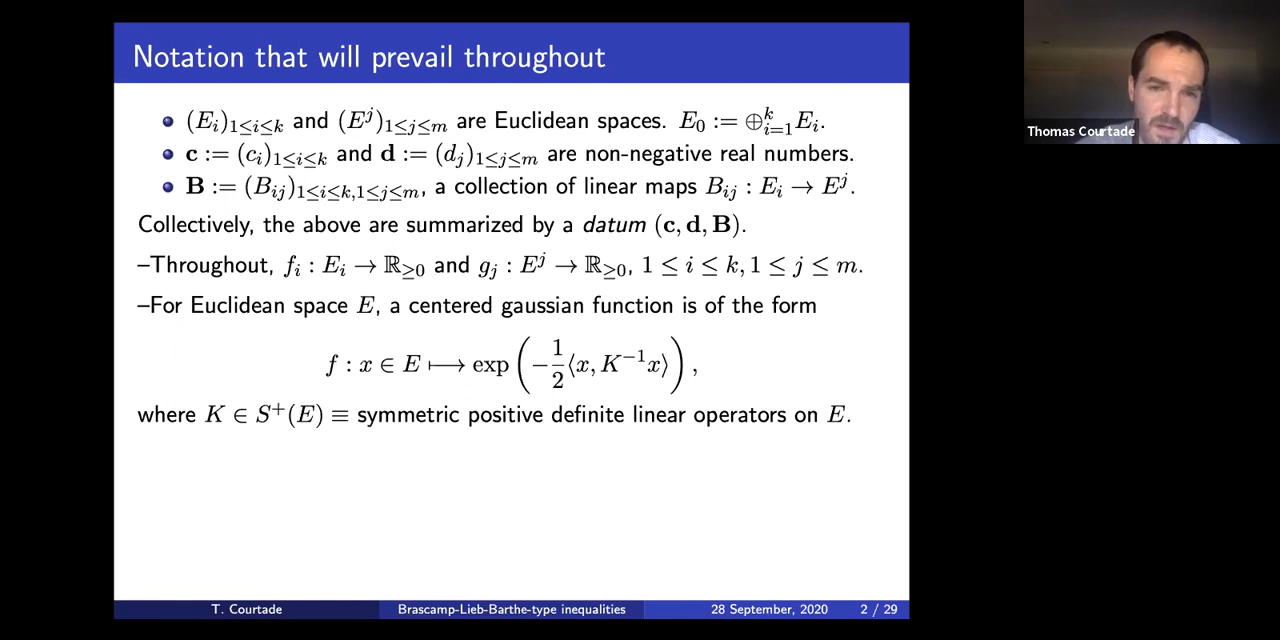 Notation that will prevail throughout
Thomas Courtade
(E_i)_{1≤i≤k} and (E^j)_{1≤j≤m} are Euclidean spaces. E_0 := ⊕_{i=1}^k E_i.
c := (c_i)_{1≤i≤k} and d := (d_j)_{1≤j≤m} are non-negative real numbers.
B := (B_{ij})_{1≤i≤k,1≤j≤m}, a collection of linear maps B_{ij} : E_i → E^j.
Collectively, the above are summarized by a datum (c, d, B).
–Throughout, f_i : E_i → ℝ_{≥0} and g_j : E^j → ℝ_{≥0}, 1 ≤ i ≤ k, 1 ≤ j ≤ m.
–For Euclidean space E, a centered gaussian function is of the form
f : x ∈ E ⟼ exp(−1/2⟨x, K^{−1}x⟩),
where K ∈ S^+(E) ≡ symmetric positive definite linear operators on E.
T. Courtade Brascamp-Lieb-Barthe-type inequalities 28 September, 2020 2 / 29